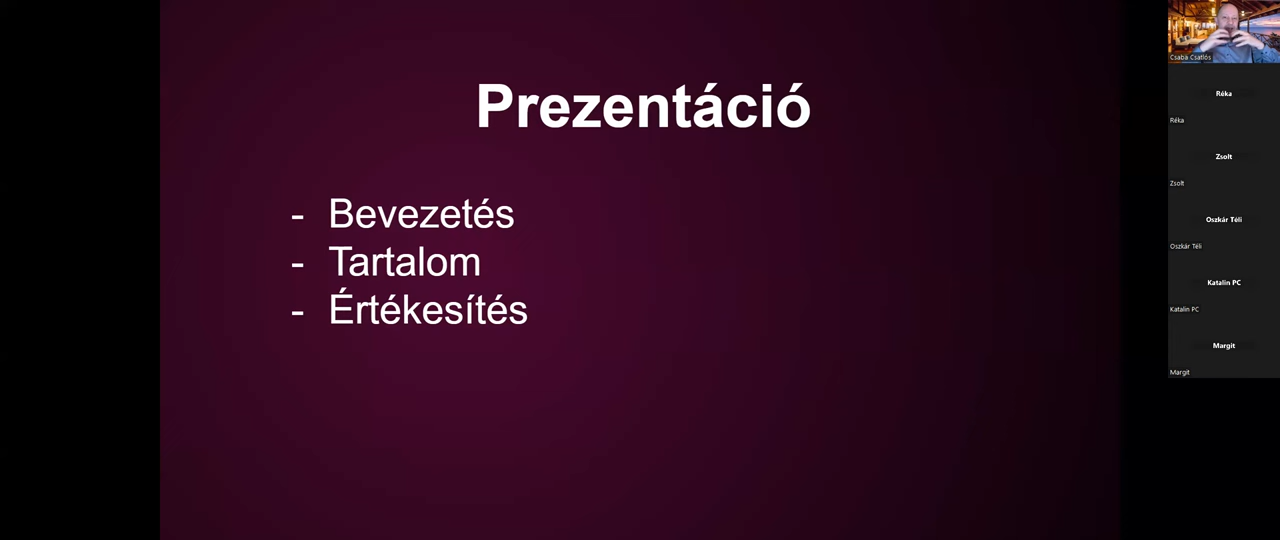 Prezentáció
- Bevezetés
- Tartalom
- Értékesítés
Csaba Csatlós
Réka
Réka
Zsolt
Zsolt
Oszkár Téli
Oszkár Téli
Katalin PC
Katalin PC
Margit
Margit